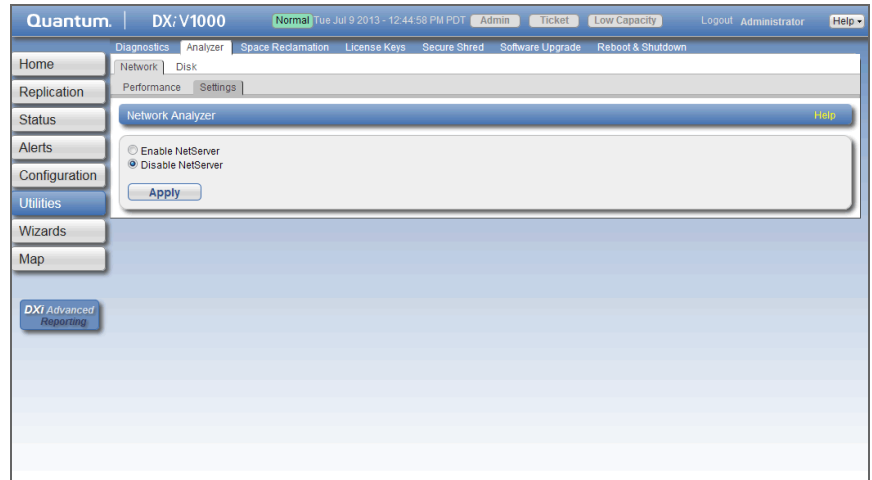 Quantum. DXi V1000 Normal Tue Jul 9 2013 - 12:44:58 PM PDT Admin Ticket Low Capacity Logout Administrator Help
Diagnostics Analyzer Space Reclamation License Keys Secure Shred Software Upgrade Reboot & Shutdown
Home
Network Disk
Replication
Performance Settings
Status
Network Analyzer Help
Alerts
Enable NetServer
Disable NetServer
Configuration
Apply
Utilities
Wizards
Map
DXi Advanced
Reporting